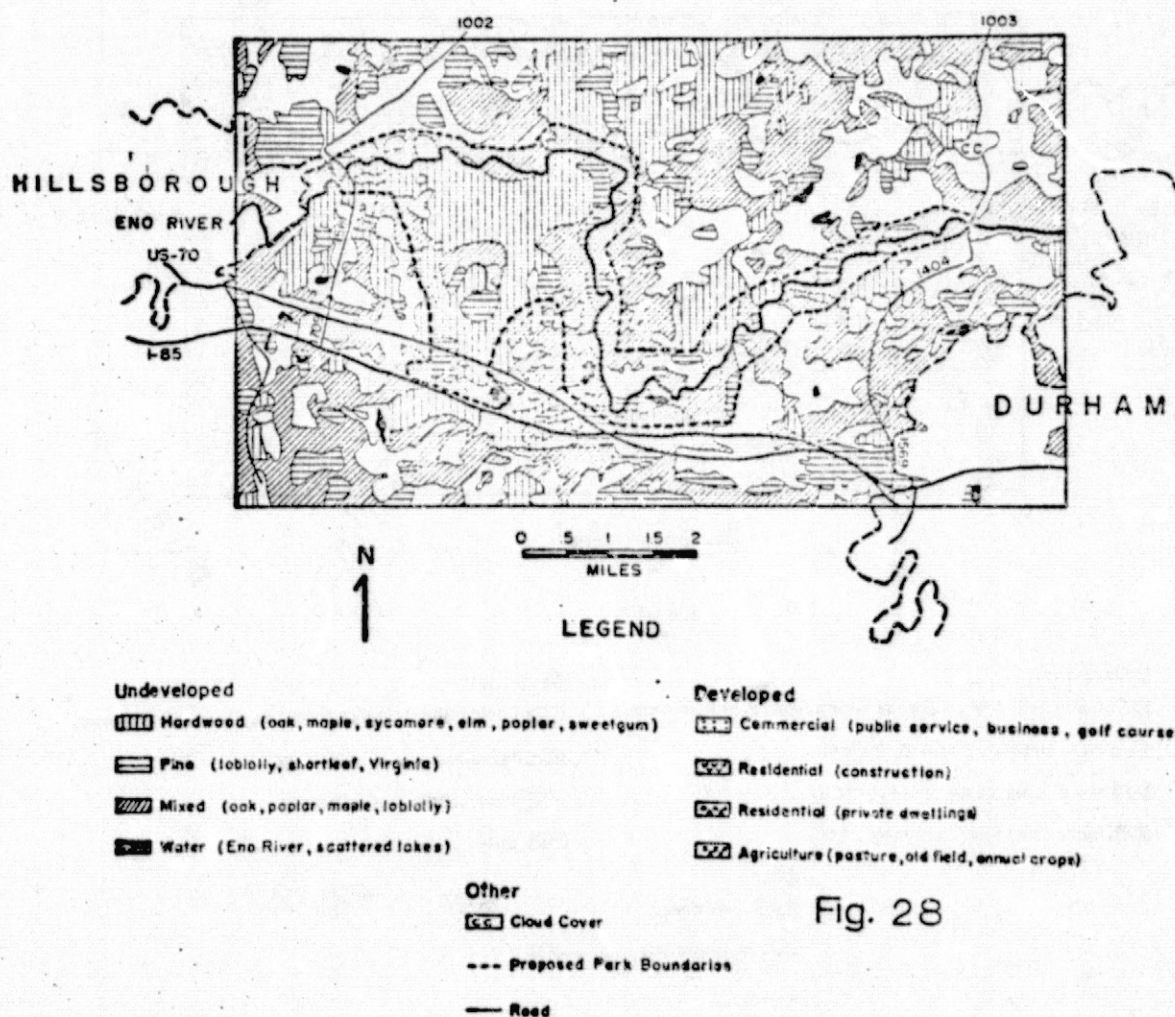 1002
1003
CC
HILLSBOROUGH
ENO RIVER
US-70
1404
I-85
DURHAM
1569
N
0 .5 1 1.5 2
MILES
LEGEND
Undeveloped
Hardwood (oak, maple, sycamore, elm, poplar, sweetgum)
Pine (loblolly, shortleaf, Virginia)
Mixed (oak, poplar, maple, loblolly)
Water (Eno River, scattered lakes)
Developed
Commercial (public service, business, golf course
Residential (construction)
Residential (private dwellings)
Agriculture (pasture, old field, annual crops)
Other
CC Cloud Cover
Proposed Park Boundaries
Road
Fig. 28